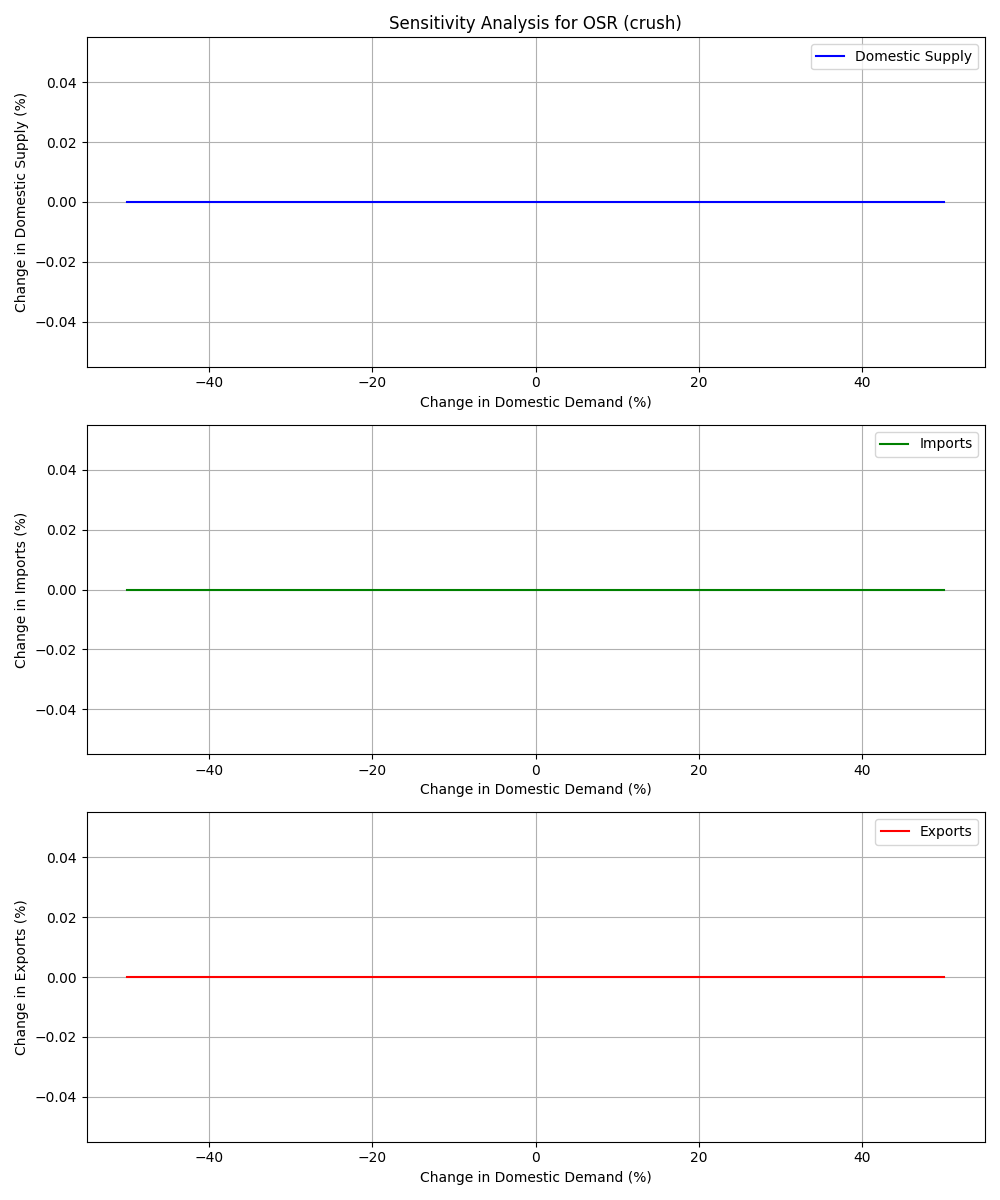 Sensitivity Analysis for OSR (crush)
Domestic Supply
Change in Domestic Supply (%)
0.04
0.02
0.00
−0.02
−0.04
−40 −20 0 20 40
Change in Domestic Demand (%)
Imports
Change in Imports (%)
0.04
0.02
0.00
−0.02
−0.04
−40 −20 0 20 40
Change in Domestic Demand (%)
Exports
Change in Exports (%)
0.04
0.02
0.00
−0.02
−0.04
−40 −20 0 20 40
Change in Domestic Demand (%)